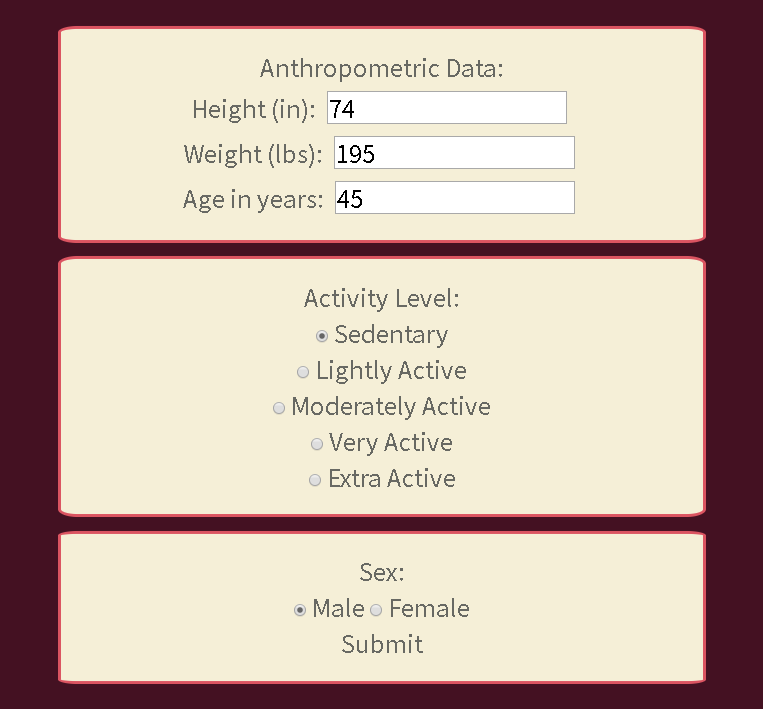 Anthropometric Data:
Height (in): 74
Weight (lbs): 195
Age in years: 45
Activity Level:
Sedentary
Lightly Active
Moderately Active
Very Active
Extra Active
Sex:
Male Female
Submit